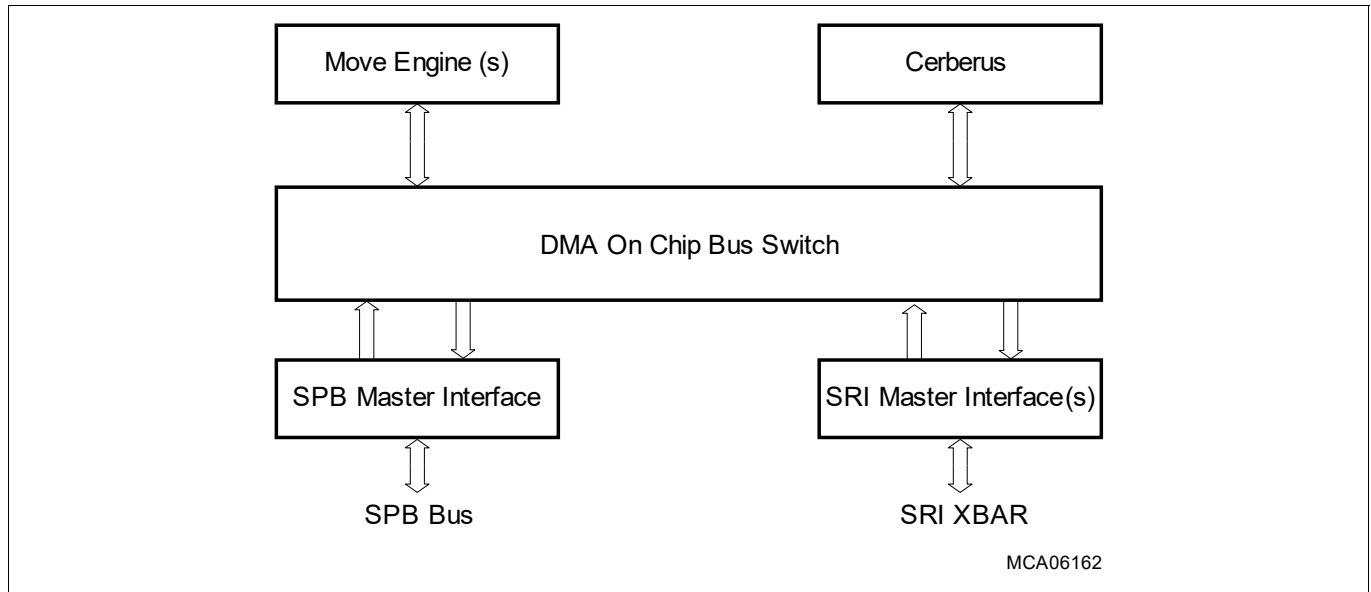 Move Engine (s)
Cerberus
DMA On Chip Bus Switch
SPB Master Interface
SRI Master Interface(s)
SPB Bus
SRI XBAR
MCA06162